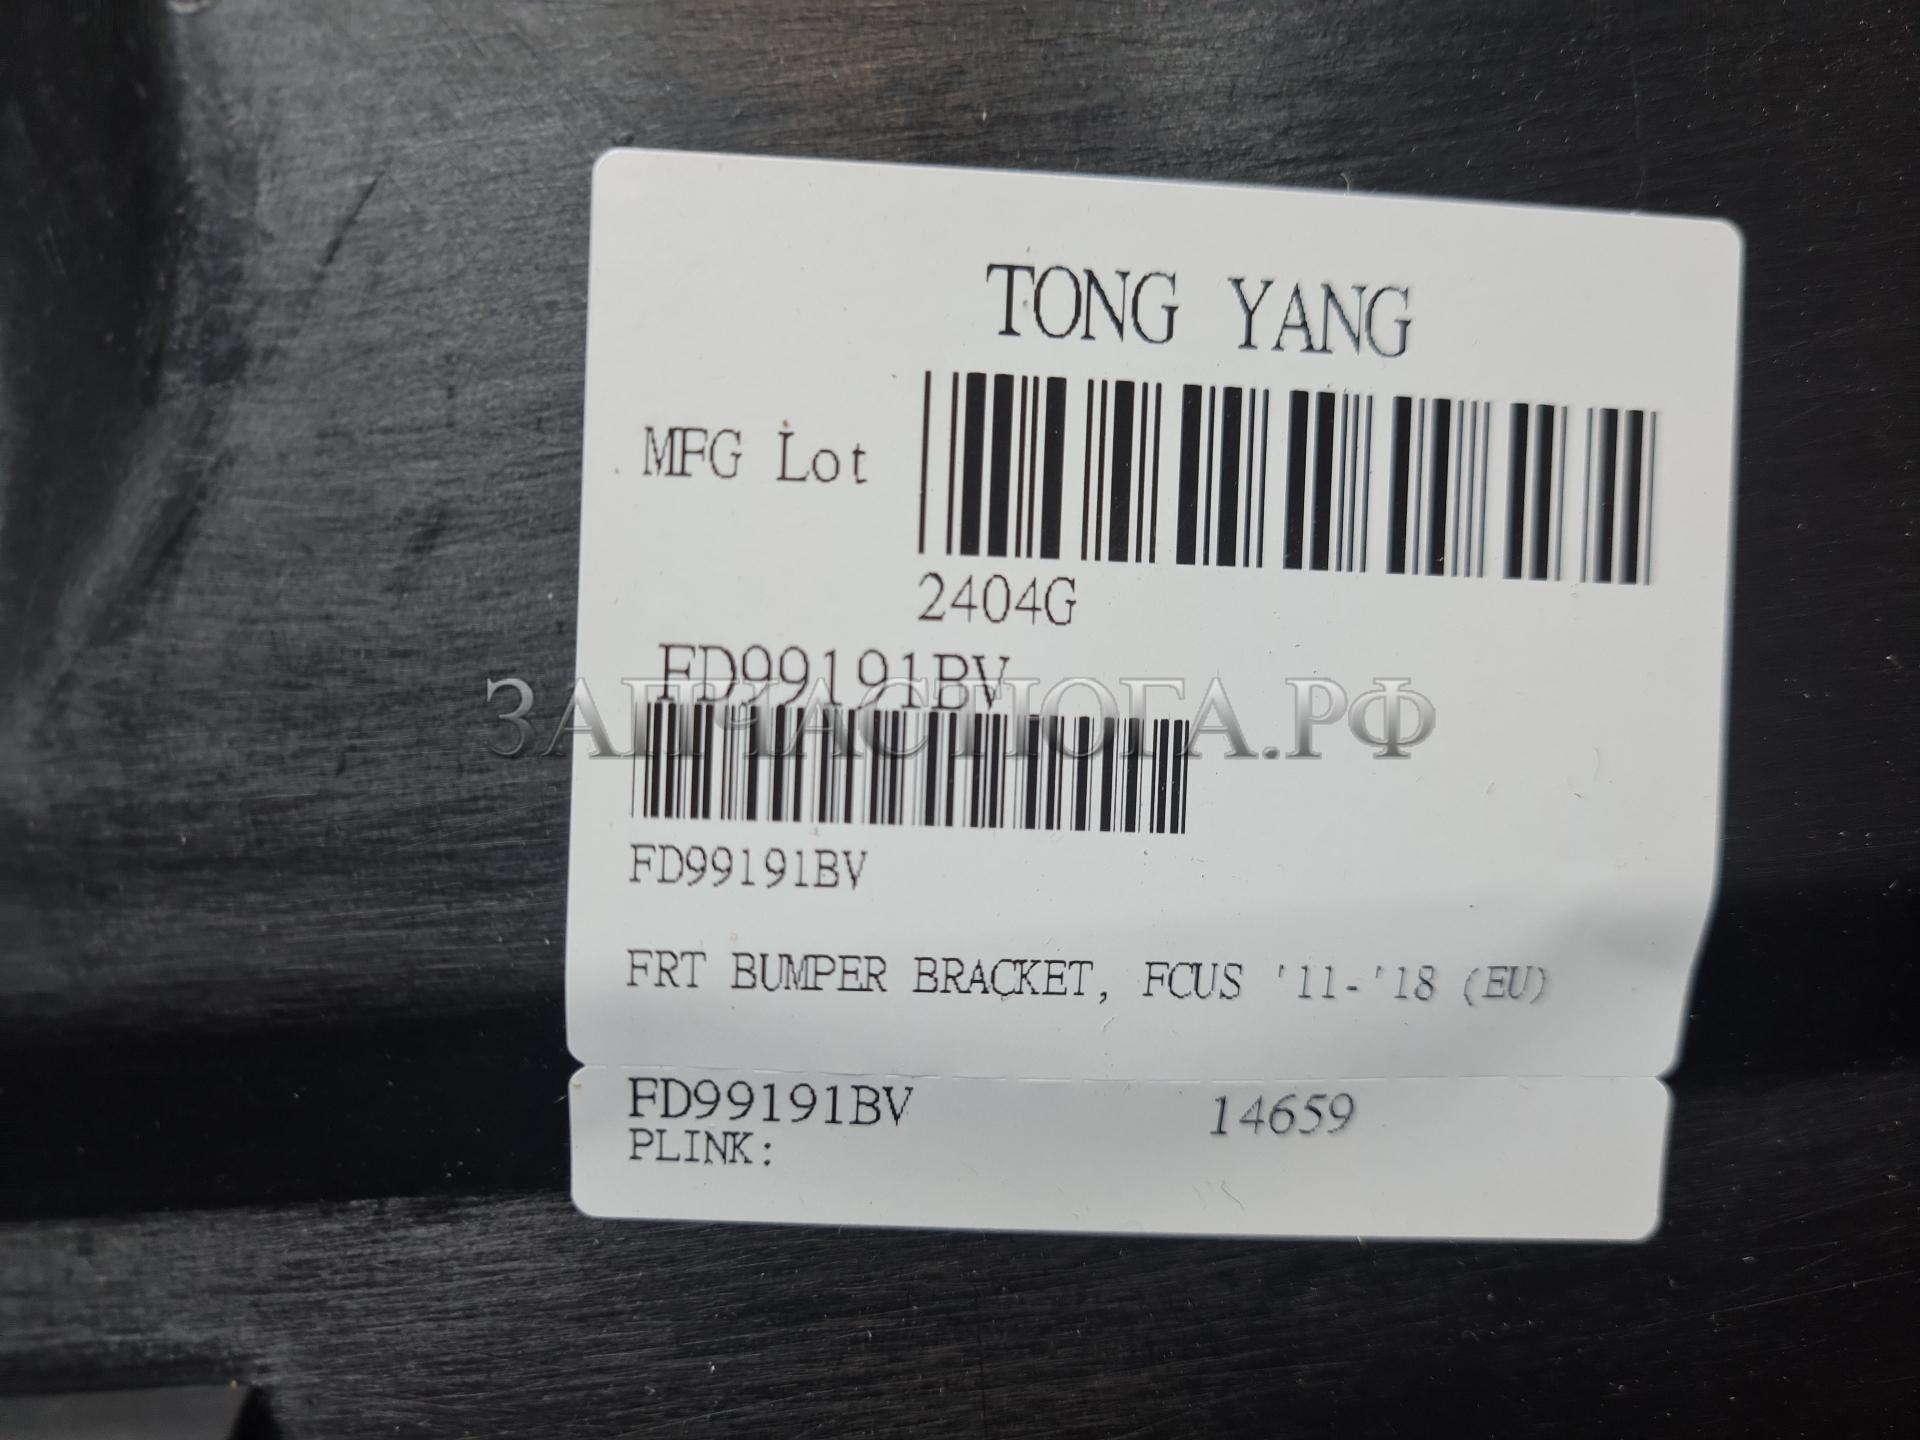 TONG YANG
MFG Lot
2404G
FD99191BV
ЗАПЧАСТЮГА.РФ
FD99191BV
FRT BUMPER BRACKET, FCUS '11-'18 (EU)
FD99191BV 14659
PLINK: